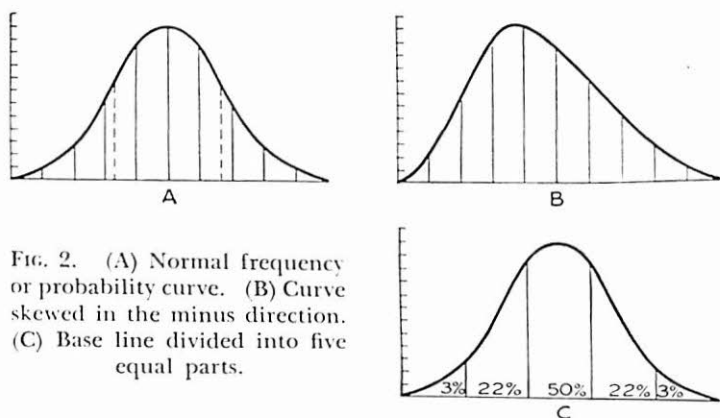 A
B
FIG. 2. (A) Normal frequency
or probability curve. (B) Curve
skewed in the minus direction.
(C) Base line divided into five
equal parts.
3% 22% 50% 22% 3%
C